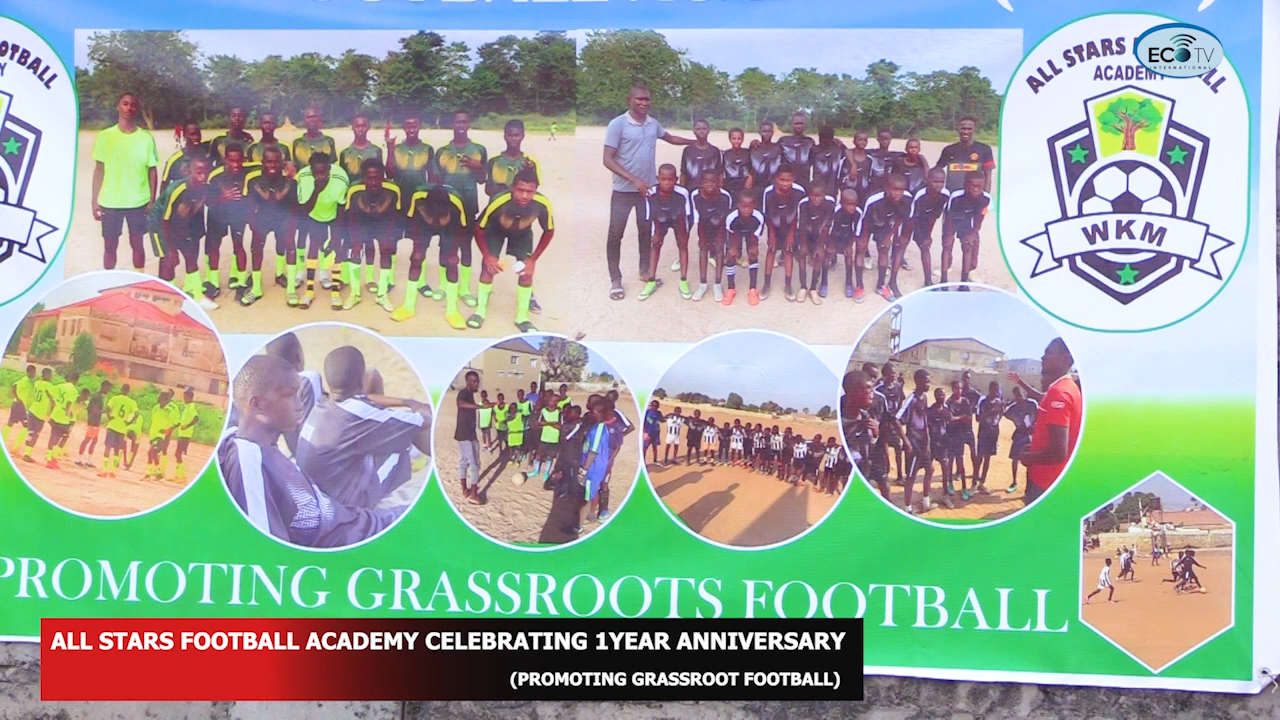 ALL STARS
ACADEMY
WKM
ECO TV
INTERNATIONAL
PROMOTING GRASSROOTS FOOTBALL
ALL STARS FOOTBALL ACADEMY CELEBRATING 1YEAR ANNIVERSARY
(PROMOTING GRASSROOT FOOTBALL)